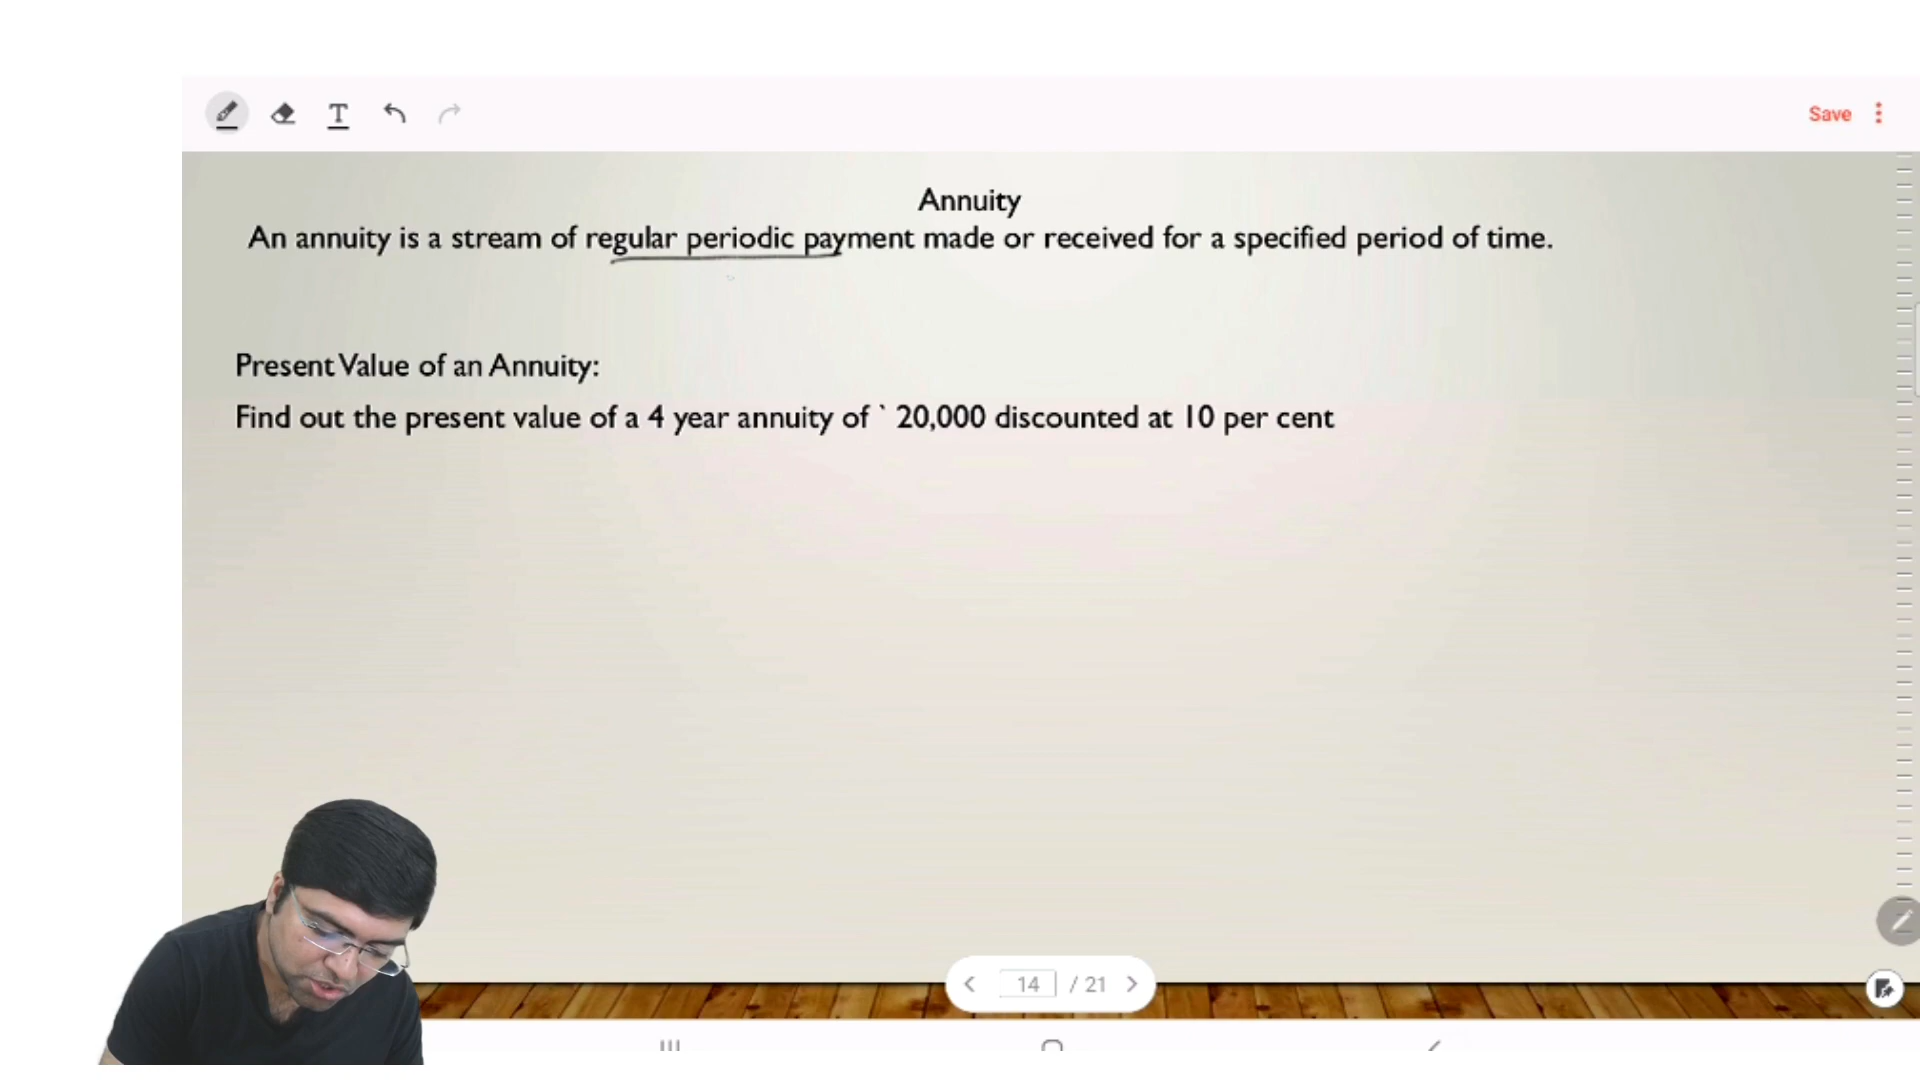 T
Save
Annuity
An annuity is a stream of regular periodic payment made or received for a specified period of time.
Present Value of an Annuity:
Find out the present value of a 4 year annuity of ` 20,000 discounted at 10 per cent
14 / 21